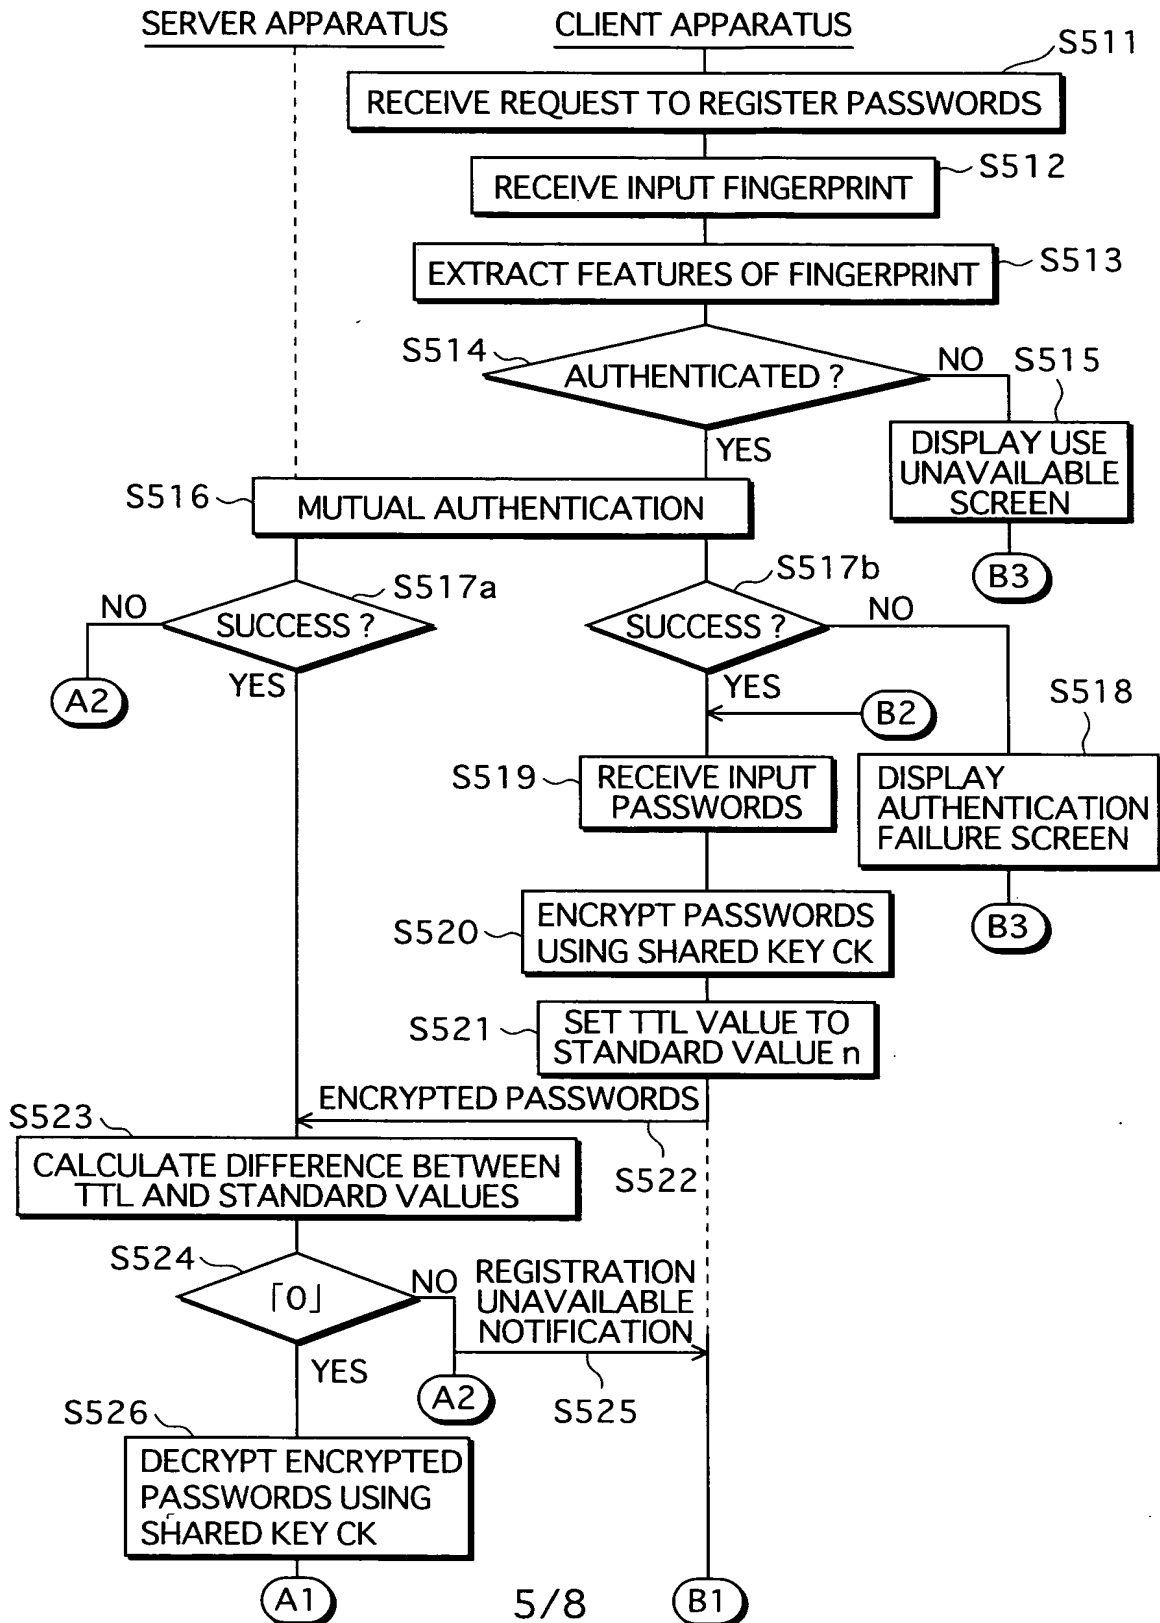 SERVER APPARATUS
CLIENT APPARATUS
S511
RECEIVE REQUEST TO REGISTER PASSWORDS
S512
RECEIVE INPUT FINGERPRINT
S513
EXTRACT FEATURES OF FINGERPRINT
S514
AUTHENTICATED ?
NO
S515
YES
DISPLAY USE
UNAVAILABLE
SCREEN
S516
MUTUAL AUTHENTICATION
B3
S517a
S517b
NO
SUCCESS ?
SUCCESS ?
NO
A2
YES
YES
B2
S518
S519
RECEIVE INPUT
PASSWORDS
DISPLAY
AUTHENTICATION
FAILURE SCREEN
S520
ENCRYPT PASSWORDS
USING SHARED KEY CK
B3
S521
SET TTL VALUE TO
STANDARD VALUE n
ENCRYPTED PASSWORDS
S523
S522
CALCULATE DIFFERENCE BETWEEN
TTL AND STANDARD VALUES
S524
「0」
NO
REGISTRATION
UNAVAILABLE
NOTIFICATION
YES
A2
S525
S526
DECRYPT ENCRYPTED
PASSWORDS USING
SHARED KEY CK
A1
5/8
B1